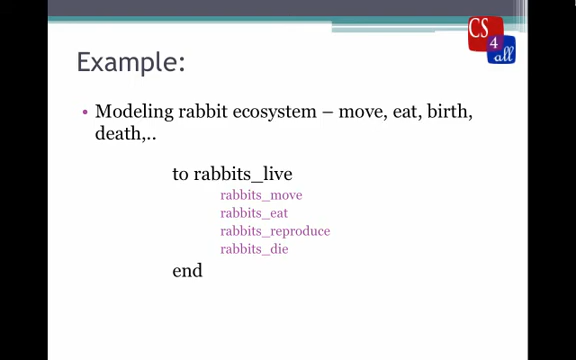 CS
4
all
Example:
• Modeling rabbit ecosystem – move, eat, birth,
death,..
to rabbits_live
rabbits_move
rabbits_eat
rabbits_reproduce
rabbits_die
end